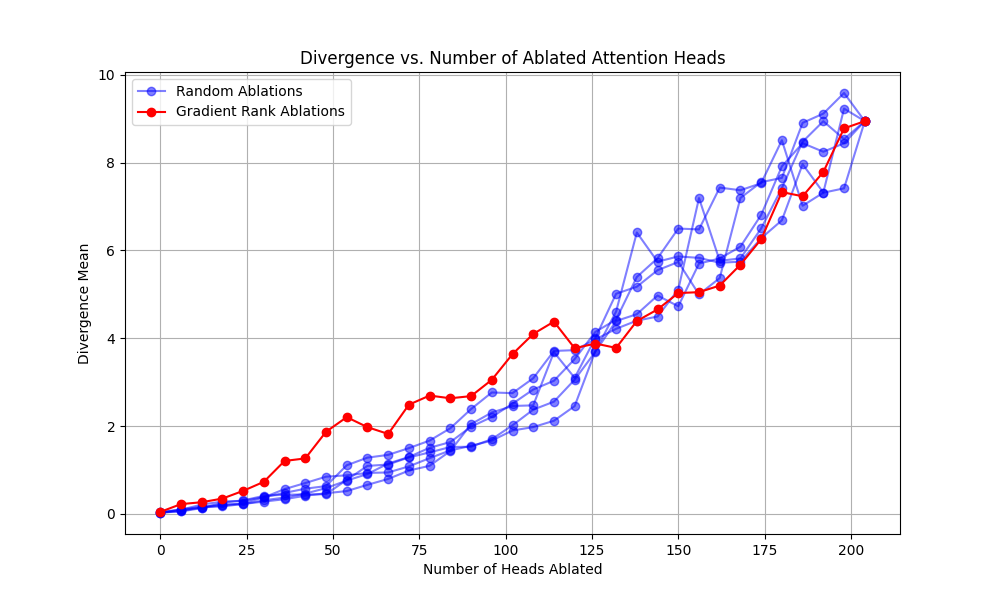 Divergence vs. Number of Ablated Attention Heads
Random Ablations
Gradient Rank Ablations
Divergence Mean
10
8
6
4
2
0
0 25 50 75 100 125 150 175 200
Number of Heads Ablated